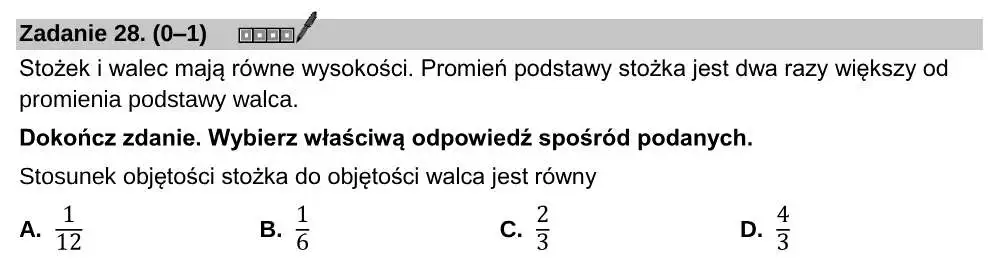 Zadanie 28. (0–1)
Stożek i walec mają równe wysokości. Promień podstawy stożka jest dwa razy większy od
promienia podstawy walca.
Dokończ zdanie. Wybierz właściwą odpowiedź spośród podanych.
Stosunek objętości stożka do objętości walca jest równy
A. 1/12 B. 1/6 C. 2/3 D. 4/3